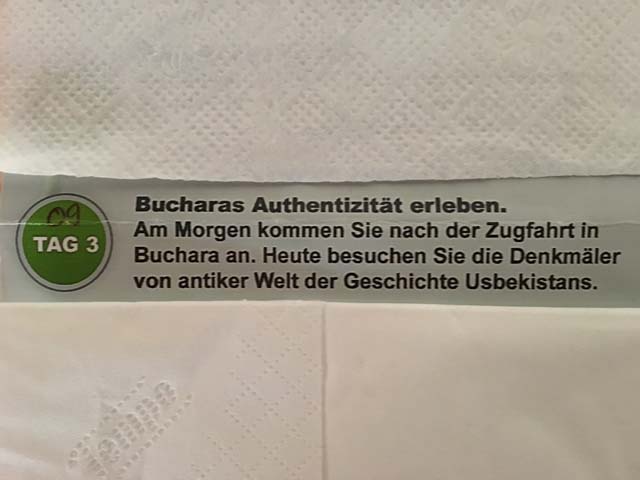 09
TAG 3
Bucharas Authentizität erleben.
Am Morgen kommen Sie nach der Zugfahrt in
Buchara an. Heute besuchen Sie die Denkmäler
von antiker Welt der Geschichte Usbekistans.
Tempo